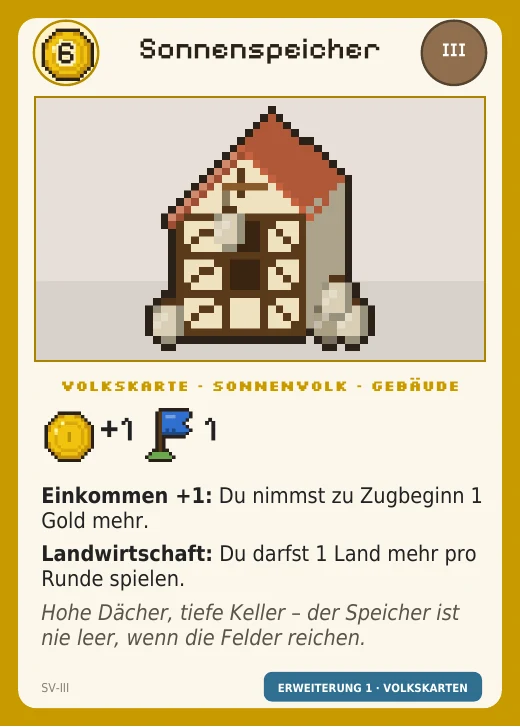 6
Sonnenspeicher
III
VOLKSKARTE - SONNENVOLK - GEBÄUDE
+1 1
Einkommen +1: Du nimmst zu Zugbeginn 1
Gold mehr.
Landwirtschaft: Du darfst 1 Land mehr pro
Runde spielen.
Hohe Dächer, tiefe Keller – der Speicher ist
nie leer, wenn die Felder reichen.
SV-III
ERWEITERUNG 1 · VOLKSKARTEN